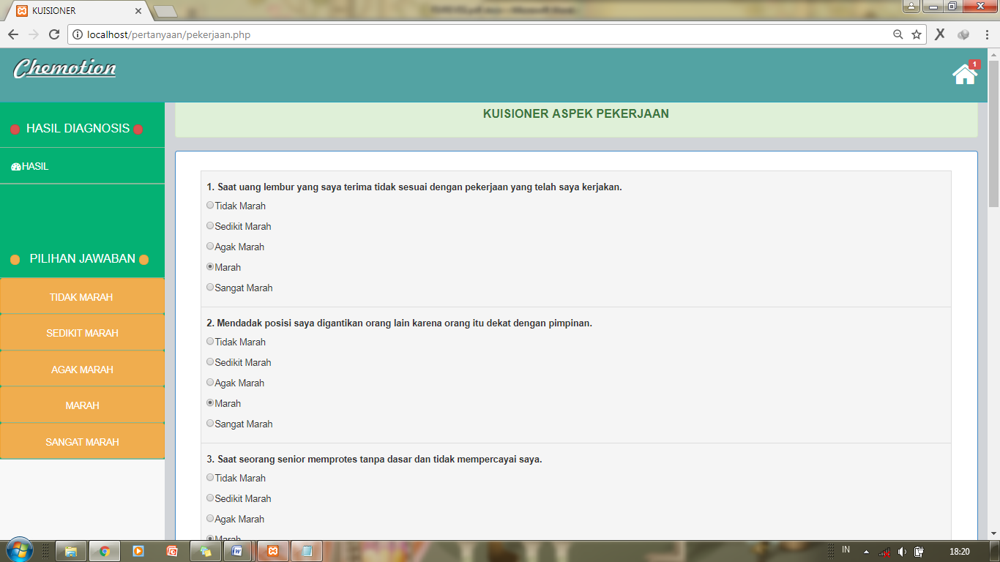 KUISIONER
localhost/pertanyaan/pekerjaan.php
Chemotion
1
HASIL DIAGNOSIS
HASIL
PILIHAN JAWABAN
TIDAK MARAH
SEDIKIT MARAH
AGAK MARAH
MARAH
SANGAT MARAH
KUISIONER ASPEK PEKERJAAN
1. Saat uang lembur yang saya terima tidak sesuai dengan pekerjaan yang telah saya kerjakan.
Tidak Marah
Sedikit Marah
Agak Marah
Marah
Sangat Marah
2. Mendadak posisi saya digantikan orang lain karena orang itu dekat dengan pimpinan.
Tidak Marah
Sedikit Marah
Agak Marah
Marah
Sangat Marah
3. Saat seorang senior memprotes tanpa dasar dan tidak mempercayai saya.
Tidak Marah
Sedikit Marah
Agak Marah
Marah
IN
18:20